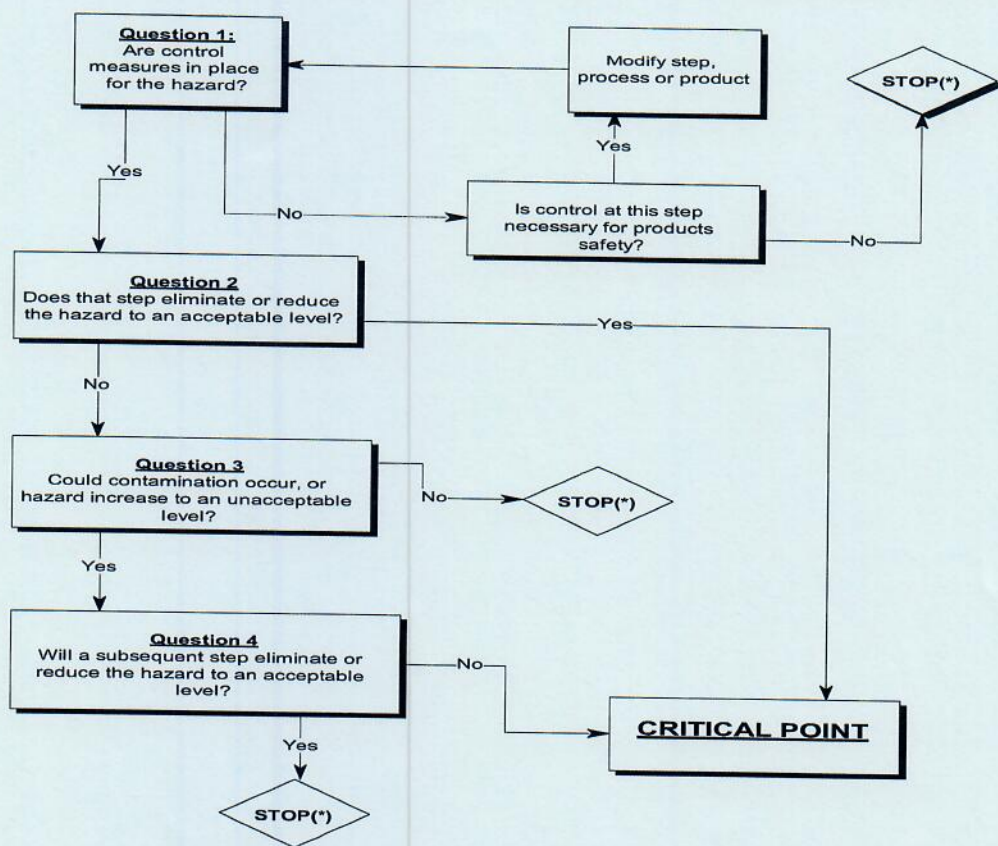 Question 1:
Are control
measures in place
for the hazard?
Modify step,
process or product
STOP(*)
Yes
Yes
No
Is control at this step
necessary for products
safety?
No
Question 2
Does that step eliminate or reduce
the hazard to an acceptable level?
Yes
No
Question 3
Could contamination occur, or
hazard increase to an unacceptable
level?
No
STOP(*)
Yes
Question 4
Will a subsequent step eliminate or
reduce the hazard to an acceptable
level?
No
CRITICAL POINT
Yes
STOP(*)